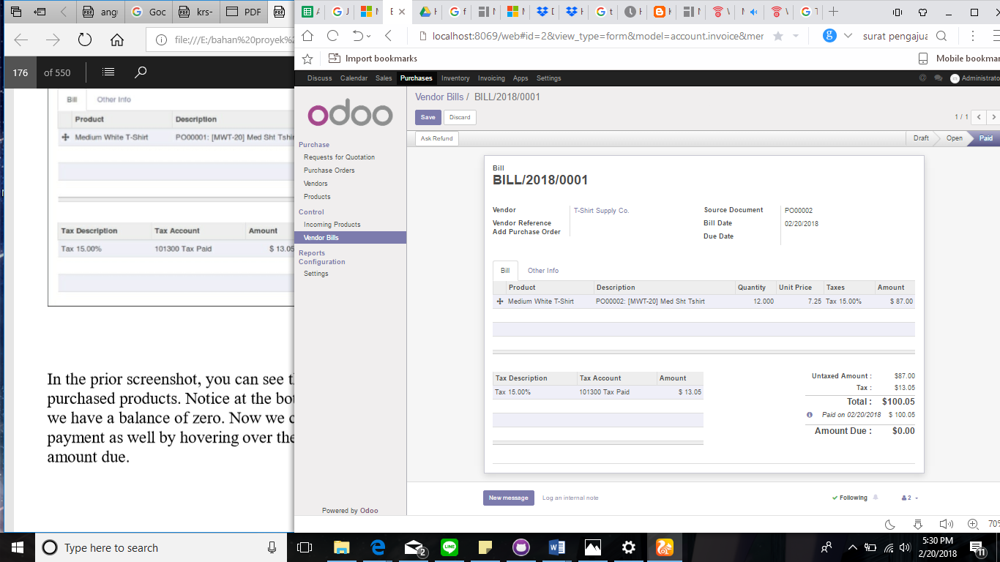 ang
Goc
krs-
PDF
file:///E:/bahan%20proyek%2
176 of 550
Bill Other Info
Product Description
Medium White T-Shirt PO00001: [MWT-20] Med Sht Tshir
Tax Description Tax Account Amount
Tax 15.00% 101300 Tax Paid $ 13.05
In the prior screenshot, you can see t
purchased products. Notice at the bo
we have a balance of zero. Now we c
payment as well by hovering over the
amount due.
localhost:8069/web#id=2&view_type=form&model=account.invoice&mer
surat pengajua
Import bookmarks
Mobile bookmar
Discuss Calendar Sales Purchases Inventory Invoicing Apps Settings
Administrato
odoo
Purchase
Requests for Quotation
Purchase Orders
Vendors
Products
Control
Incoming Products
Vendor Bills
Reports
Configuration
Settings
Powered by Odoo
Vendor Bills / BILL/2018/0001
Save Discard
1 / 1
Ask Refund
Draft Open Paid
Bill
BILL/2018/0001
Vendor T-Shirt Supply Co.
Vendor Reference
Add Purchase Order
Source Document PO00002
Bill Date 02/20/2018
Due Date
Bill Other Info
Product Description Quantity Unit Price Taxes Amount
Medium White T-Shirt PO00002: [MWT-20] Med Sht Tshirt 12.000 7.25 Tax 15.00% $ 87.00
Tax Description Tax Account Amount
Tax 15.00% 101300 Tax Paid $ 13.05
Untaxed Amount : $87.00
Tax : $13.05
Total : $100.05
Paid on 02/20/2018 $ 100.05
Amount Due : $0.00
New message Log an internal note
Following 2
70%
Type here to search
2
LINE
5:30 PM
2/20/2018
11